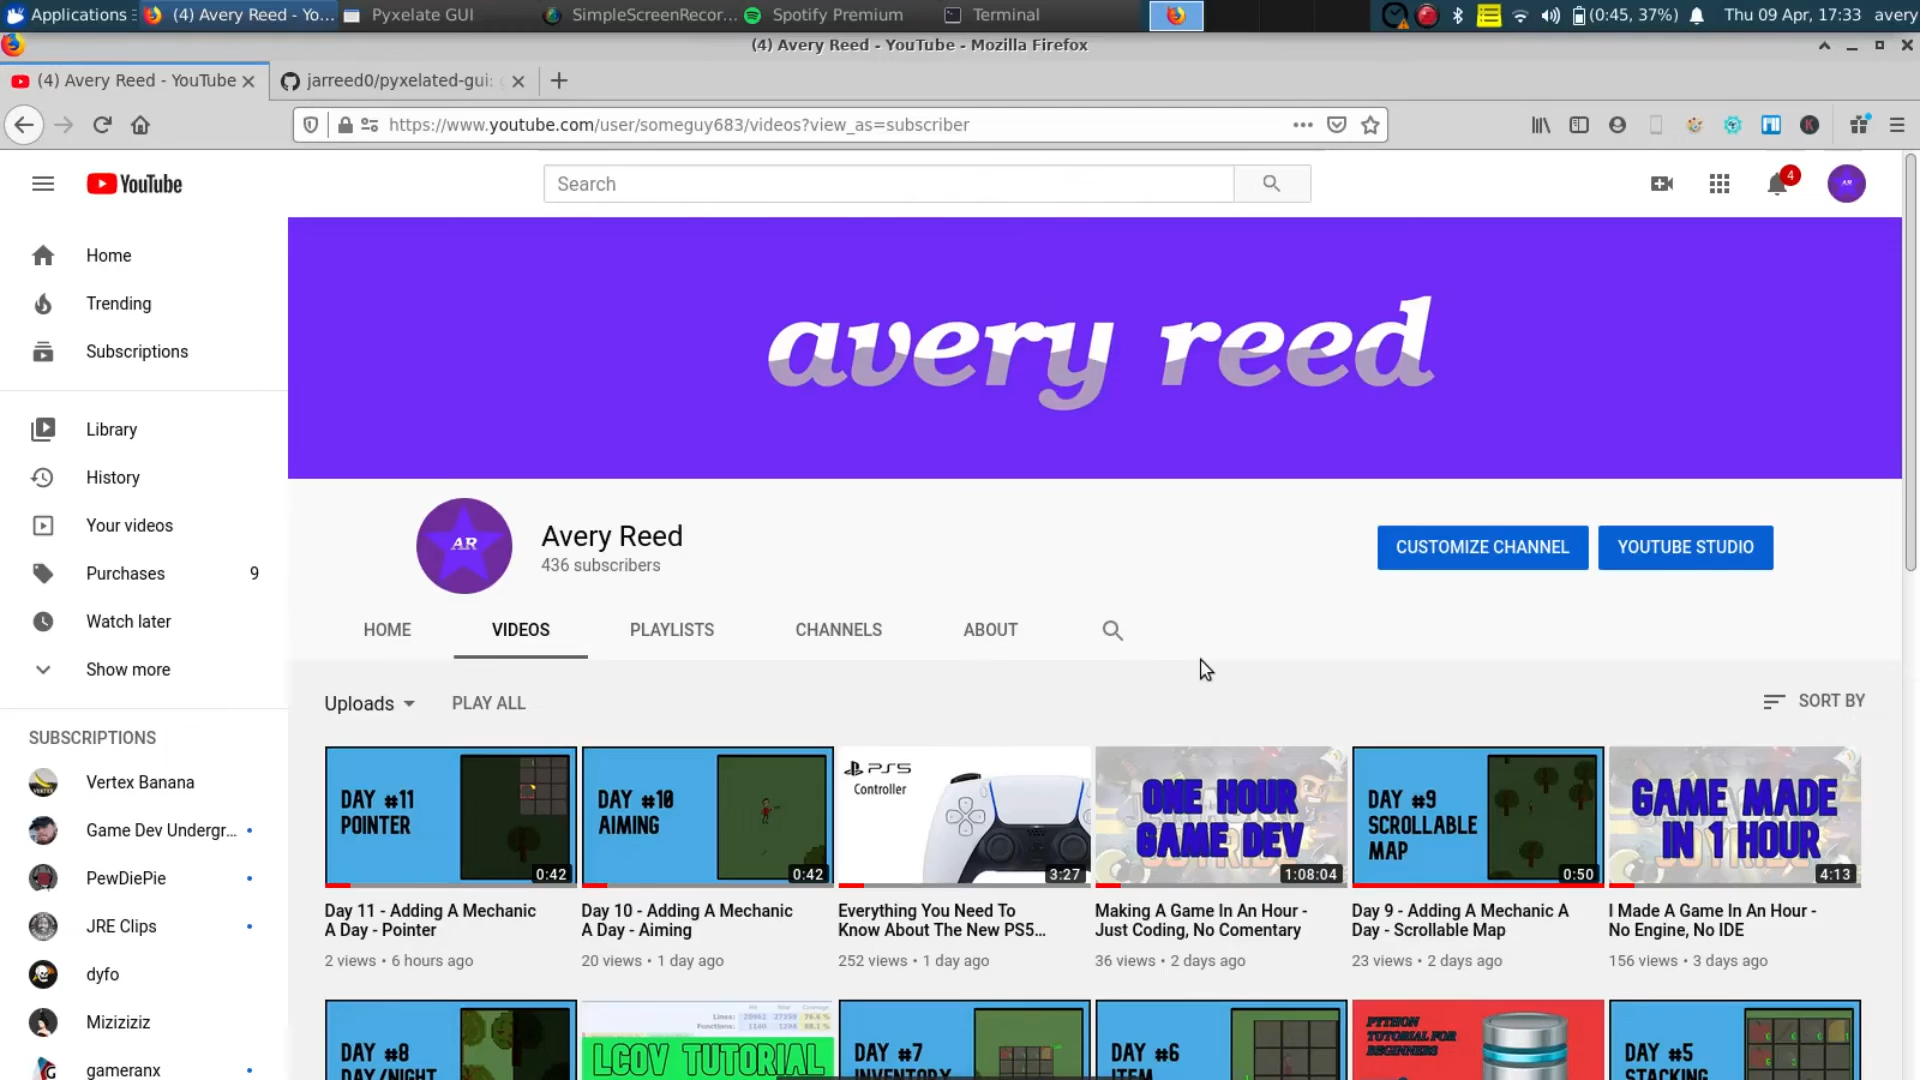 Applications
(4) Avery Reed - Yo...
Pyxelate GUI
SimpleScreenRecor...
Spotify Premium
Terminal
(0:45, 37%)
Thu 09 Apr, 17:33
avery
(4) Avery Reed - YouTube - Mozilla Firefox
(4) Avery Reed - YouTube
jarreed0/pyxelated-gui:
https://www.youtube.com/user/someguy683/videos?view_as=subscriber
YouTube
Search
4
AR
Home
Trending
Subscriptions
Library
History
Your videos
Purchases 9
Watch later
Show more
SUBSCRIPTIONS
Vertex Banana
Game Dev Undergr...
PewDiePie
JRE Clips
dyfo
Miziziziz
gameranx
avery reed
AR
Avery Reed
436 subscribers
CUSTOMIZE CHANNEL
YOUTUBE STUDIO
HOME
VIDEOS
PLAYLISTS
CHANNELS
ABOUT
Uploads
PLAY ALL
SORT BY
DAY #11
POINTER
0:42
Day 11 - Adding A Mechanic
A Day - Pointer
2 views • 6 hours ago
DAY #10
AIMING
0:42
Day 10 - Adding A Mechanic
A Day - Aiming
20 views • 1 day ago
PS5
Controller
3:27
Everything You Need To
Know About The New PS5...
252 views • 1 day ago
ONE HOUR
GAME DEV
1:08:04
Making A Game In An Hour -
Just Coding, No Comentary
36 views • 2 days ago
DAY #9
SCROLLABLE
MAP
0:50
Day 9 - Adding A Mechanic A
Day - Scrollable Map
23 views • 2 days ago
GAME MADE
IN 1 HOUR
4:13
I Made A Game In An Hour -
No Engine, No IDE
156 views • 3 days ago
DAY #8
DAY/NIGHT
Lines:
Functions:
LCOV TUTORIAL
DAY #7
INVENTORY
DAY #6
ITEM
PYTHON
TUTORIAL FOR
BEGINNERS
DAY #5
STACKING